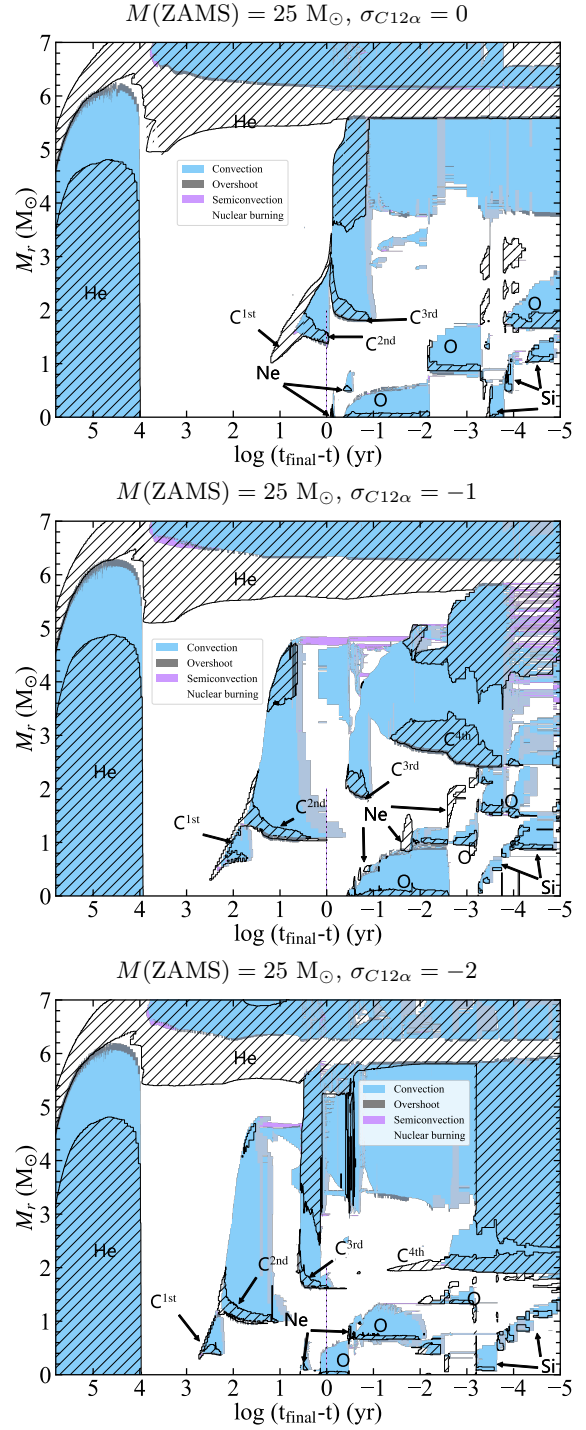 M(ZAMS) = 25 M⊙, σC12α = 0
7
6
5
4
3
2
1
0
Mr (M⊙)
He
He
Convection
Overshoot
Semiconvection
Nuclear burning
C1st
C2nd
C3rd
Ne
O
O
O
Si
5 4 3 2 1 0 −1 −2 −3 −4 −5
log (tfinal-t) (yr)
M(ZAMS) = 25 M⊙, σC12α = −1
7
6
5
4
3
2
1
0
Mr (M⊙)
He
He
Convection
Overshoot
Semiconvection
Nuclear burning
C1st
C2nd
C3rd
C4th
Ne
O
O
O
Si
5 4 3 2 1 0 −1 −2 −3 −4 −5
log (tfinal-t) (yr)
M(ZAMS) = 25 M⊙, σC12α = −2
7
6
5
4
3
2
1
0
Mr (M⊙)
He
He
Convection
Overshoot
Semiconvection
Nuclear burning
C1st
C2nd
C3rd
C4th
Ne
O
O
O
Si
5 4 3 2 1 0 −1 −2 −3 −4 −5
log (tfinal-t) (yr)